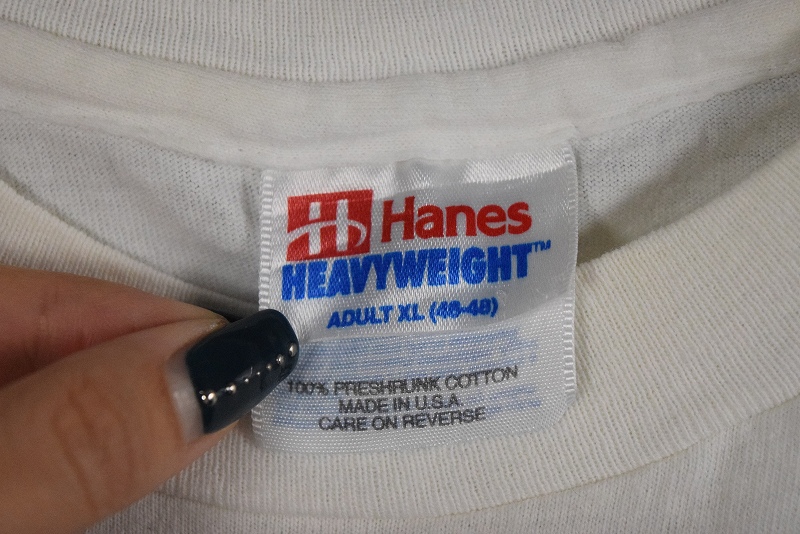 Hanes
HEAVYWEIGHT™
ADULT XL (46-48)
100% PRESHRUNK COTTON
MADE IN U.S.A.
CARE ON REVERSE